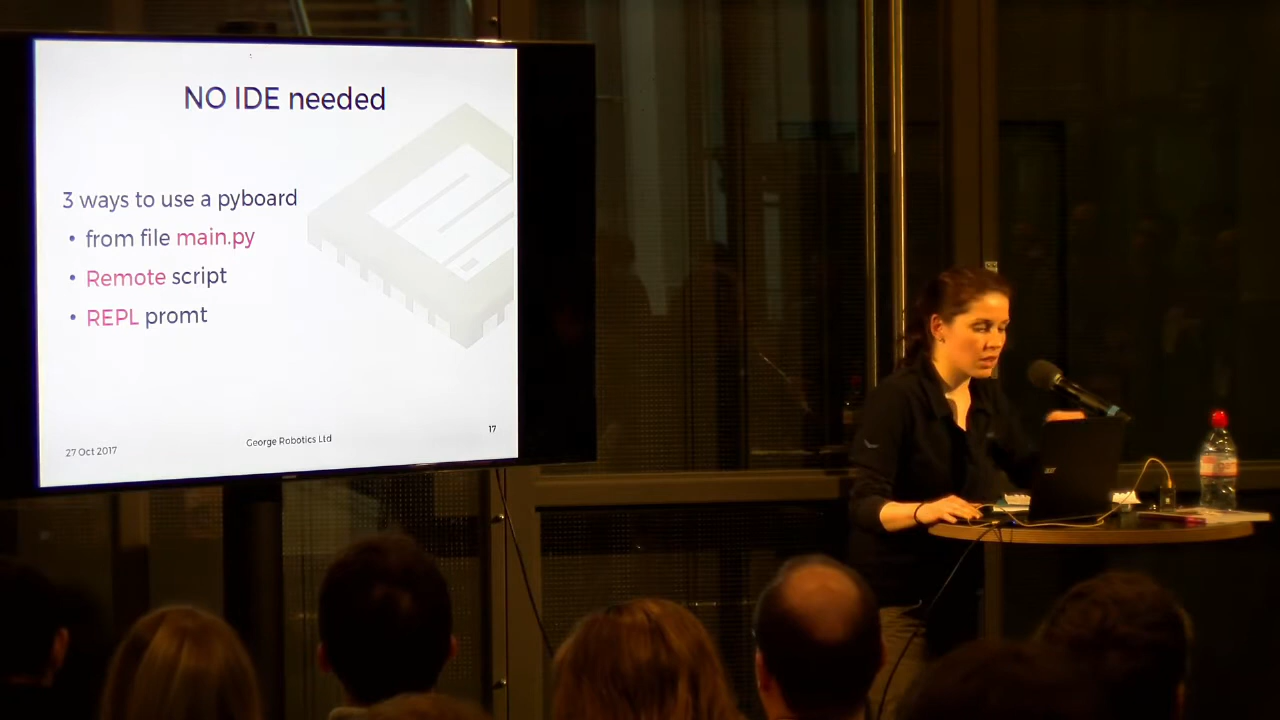 NO IDE needed
3 ways to use a pyboard
• from file main.py
• Remote script
• REPL promt
27 Oct 2017
George Robotics Ltd
17
acer